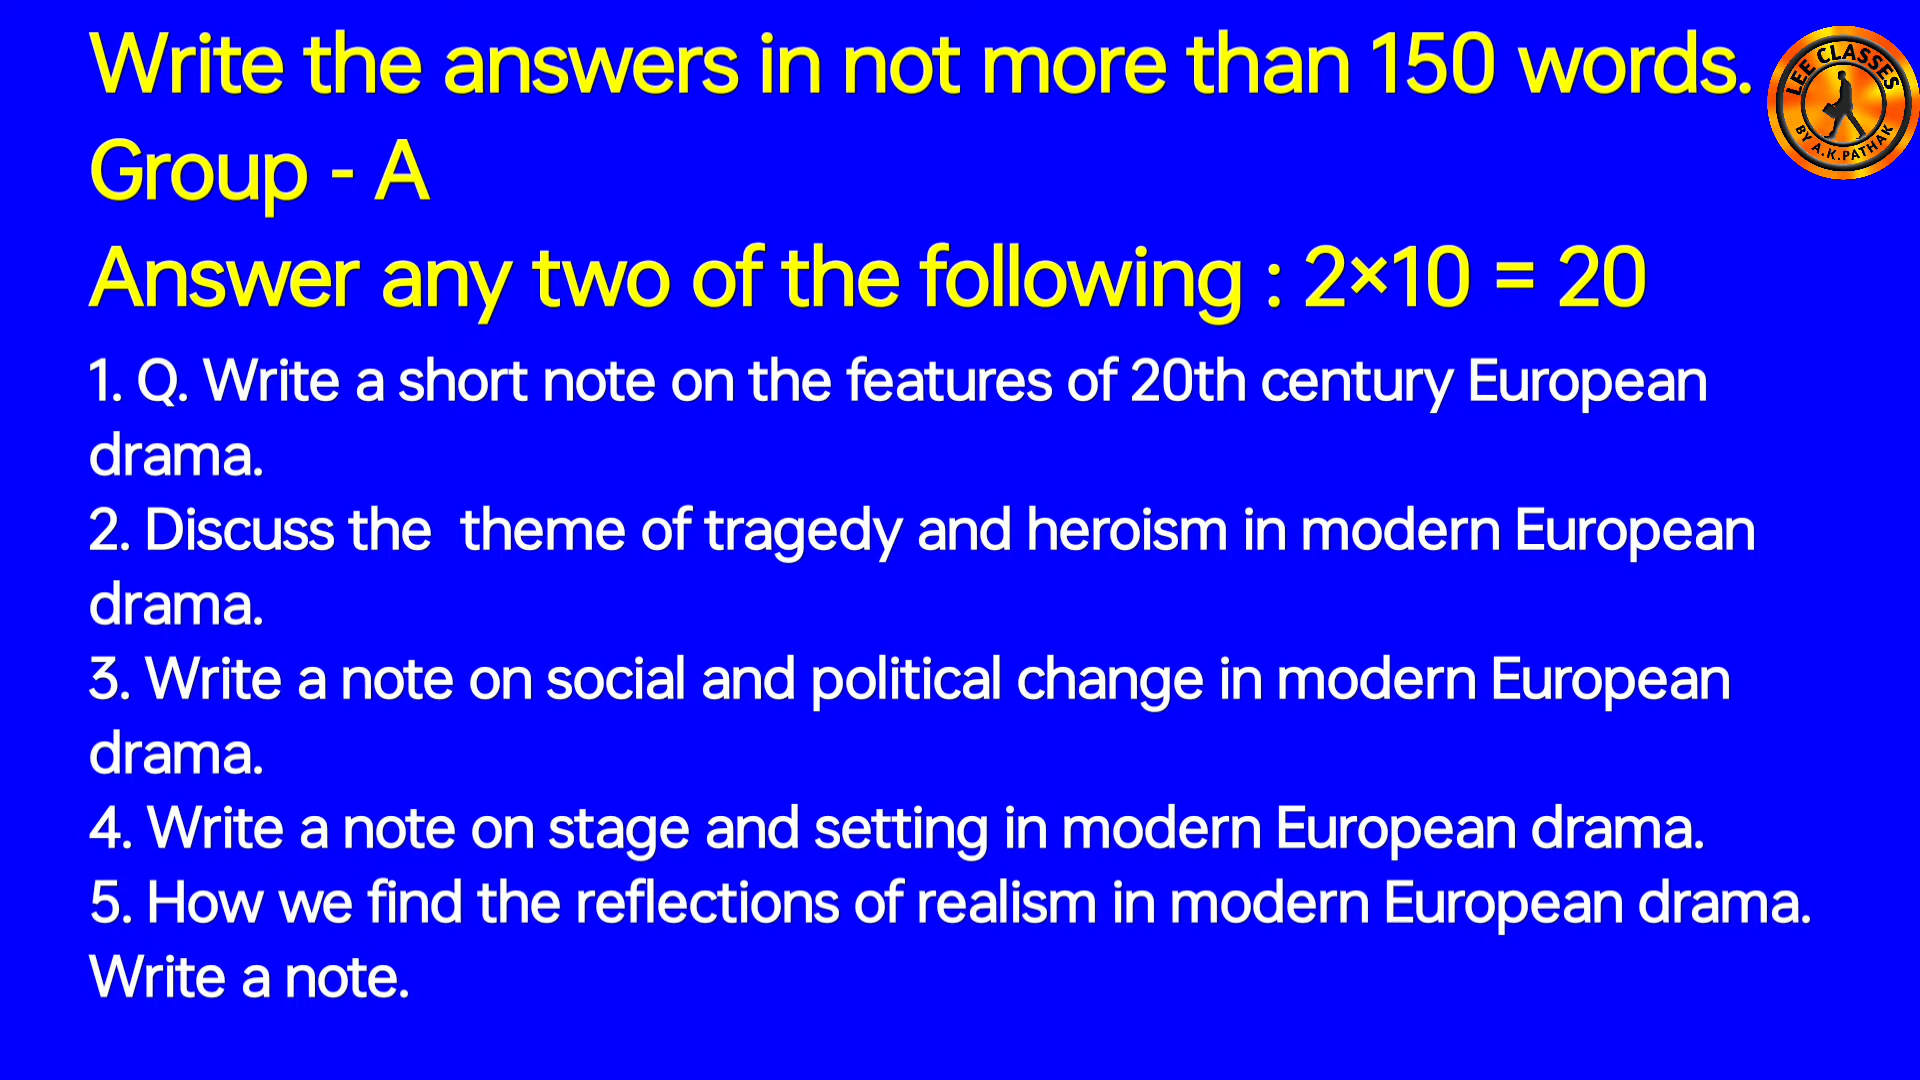 Write the answers in not more than 150 words.
LEE CLASSES
BY A.K.PATHAK
Group - A
Answer any two of the following : 2×10 = 20
1. Q. Write a short note on the features of 20th century European
drama.
2. Discuss the  theme of tragedy and heroism in modern European
drama.
3. Write a note on social and political change in modern European
drama.
4. Write a note on stage and setting in modern European drama.
5. How we find the reflections of realism in modern European drama.
Write a note.